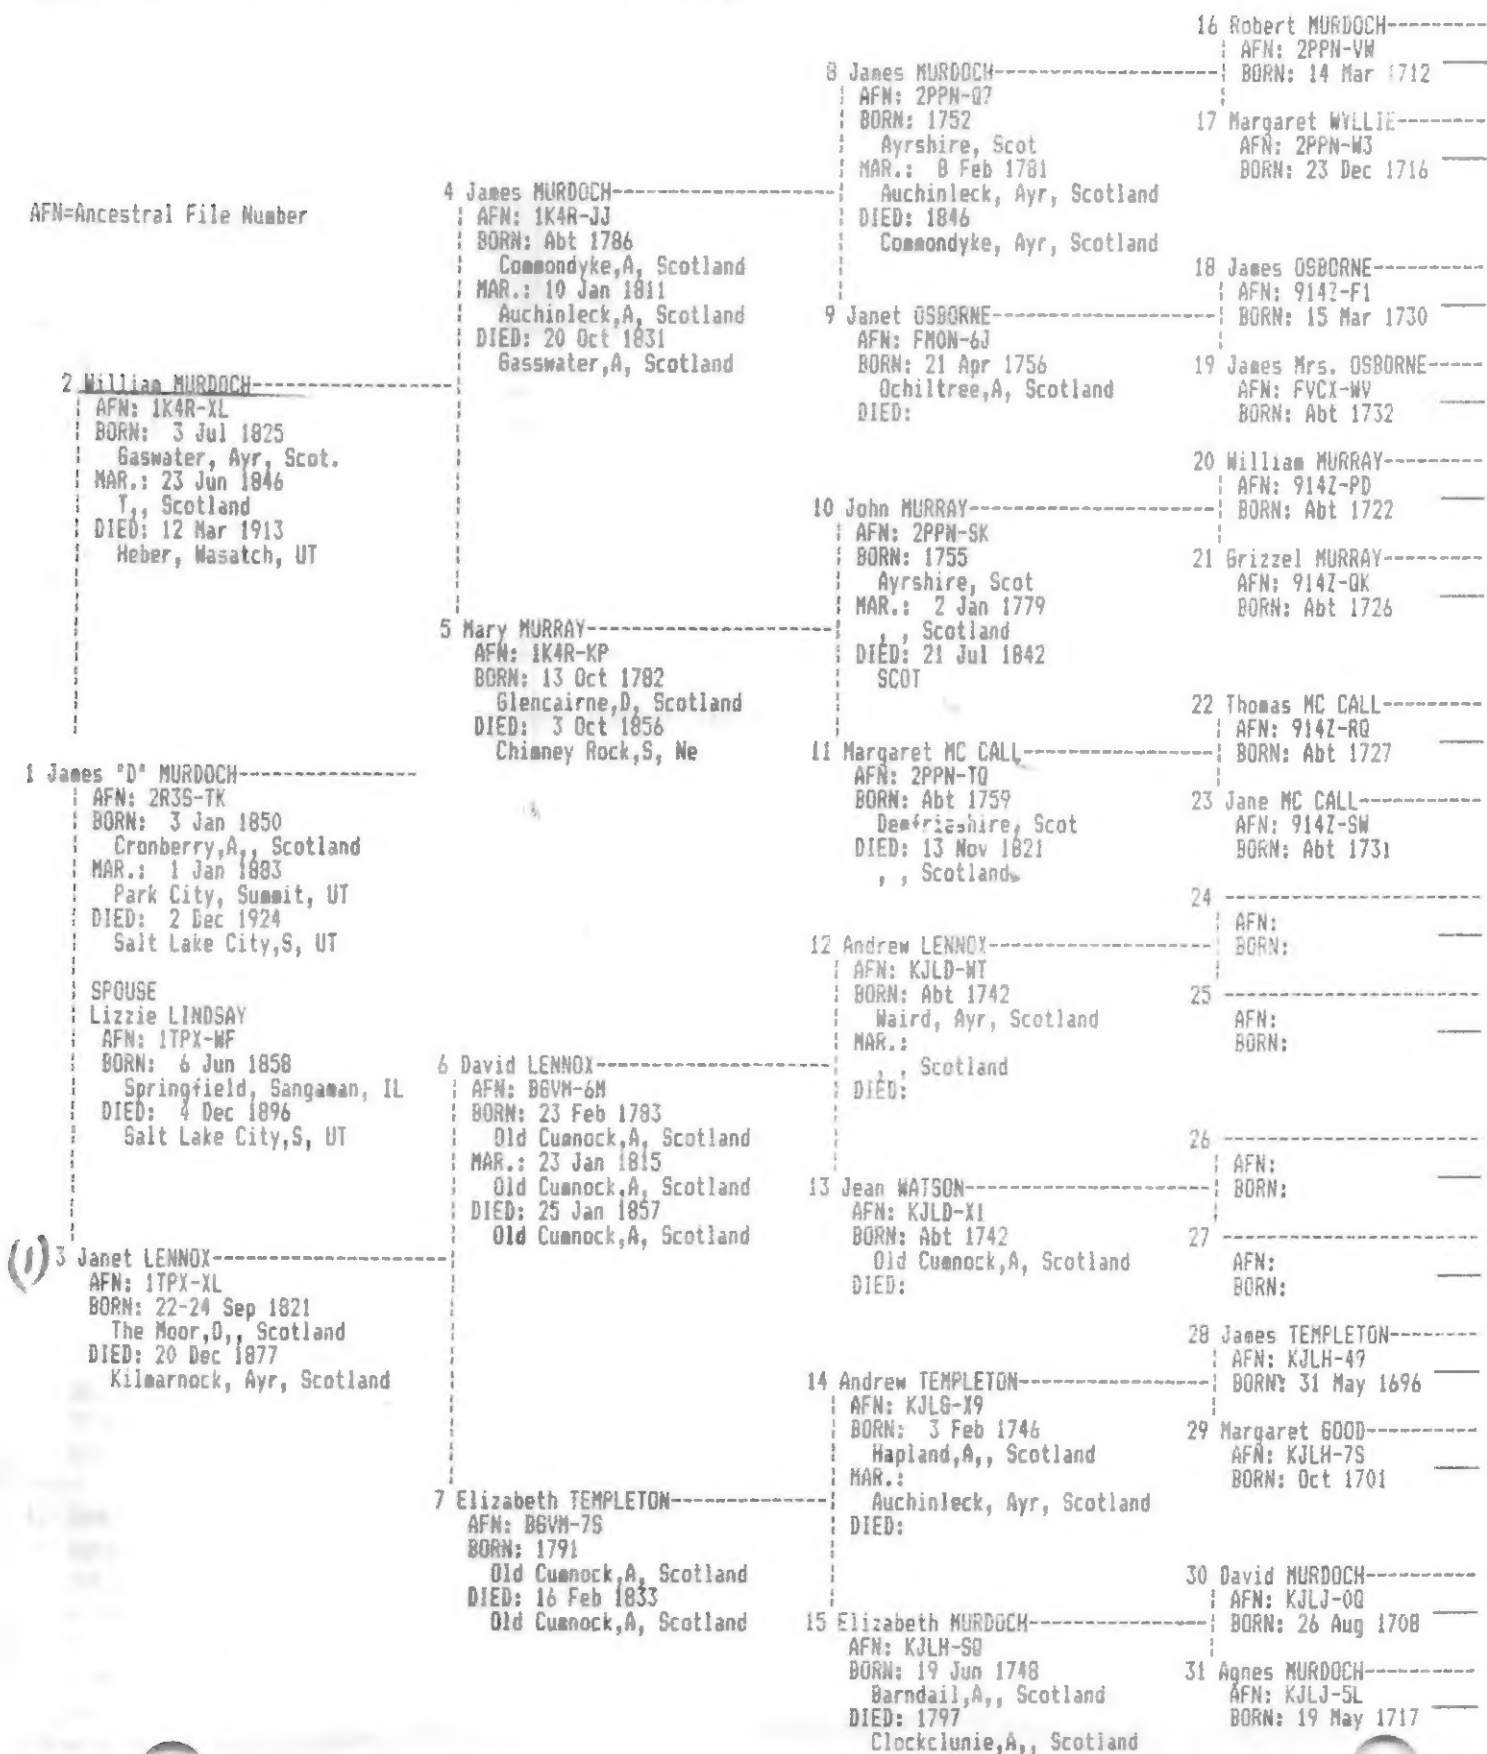 AFN=Ancestral File Number
1 James "D" MURDOCH
AFN: 2R3S-TK
BORN: 3 Jan 1850
Cronberry,A,, Scotland
MAR.: 1 Jan 1883
Park City, Summit, UT
DIED: 2 Dec 1924
Salt Lake City,S, UT
SPOUSE
Lizzie LINDSAY
AFN: 1TPX-WF
BORN: 6 Jun 1858
Springfield, Sangaman, IL
DIED: 4 Dec 1896
Salt Lake City,S, UT
2 William MURDOCH
AFN: 1K4R-XL
BORN: 3 Jul 1825
Gaswater, Ayr, Scot.
MAR.: 23 Jun 1846
T,, Scotland
DIED: 12 Mar 1913
Heber, Wasatch, UT
(1) 3 Janet LENNOX
AFN: 1TPX-XL
BORN: 22-24 Sep 1821
The Moor,O,, Scotland
DIED: 20 Dec 1877
Kilmarnock, Ayr, Scotland
4 James MURDOCH
AFN: 1K4R-JJ
BORN: Abt 1786
Commondyke,A, Scotland
MAR.: 10 Jan 1811
Auchinleck,A, Scotland
DIED: 20 Oct 1831
Gasswater,A, Scotland
5 Mary MURRAY
AFN: 1K4R-KP
BORN: 13 Oct 1782
Glencairne,D, Scotland
DIED: 3 Oct 1856
Chimney Rock,S, Ne
6 David LENNOX
AFN: BGVM-6M
BORN: 23 Feb 1783
Old Cumnock,A, Scotland
MAR.: 23 Jan 1815
Old Cumnock,A, Scotland
DIED: 25 Jan 1857
Old Cumnock,A, Scotland
7 Elizabeth TEMPLETON
AFN: BGVM-7S
BORN: 1791
Old Cumnock,A, Scotland
DIED: 16 Feb 1833
Old Cumnock,A, Scotland
8 James MURDOCH
AFN: 2PPN-Q7
BORN: 1752
Ayrshire, Scot
MAR.: 8 Feb 1781
Auchinleck, Ayr, Scotland
DIED: 1846
Commondyke, Ayr, Scotland
9 Janet OSBORNE
AFN: FMON-6J
BORN: 21 Apr 1756
Ochiltree,A, Scotland
DIED:
10 John MURRAY
AFN: 2PPN-SK
BORN: 1755
Ayrshire, Scot
MAR.: 2 Jan 1779
, , Scotland
DIED: 21 Jul 1842
SCOT
11 Margaret MC CALL
AFN: 2PPN-TQ
BORN: Abt 1759
Demfriesshire, Scot
DIED: 13 Nov 1821
, , Scotland
12 Andrew LENNOX
AFN: KJLD-WT
BORN: Abt 1742
Waird, Ayr, Scotland
MAR.:
, , Scotland
DIED:
13 Jean WATSON
AFN: KJLD-X1
BORN: Abt 1742
Old Cumnock,A, Scotland
DIED:
14 Andrew TEMPLETON
AFN: KJLG-X9
BORN: 3 Feb 1746
Hapland,A,, Scotland
MAR.:
Auchinleck, Ayr, Scotland
DIED:
15 Elizabeth MURDOCH
AFN: KJLH-SQ
BORN: 19 Jun 1748
Barndail,A,, Scotland
DIED: 1797
Clockclunie,A,, Scotland
16 Robert MURDOCH
AFN: 2PPN-VW
BORN: 14 Mar 1712
17 Margaret WYLLIE
AFN: 2PPN-W3
BORN: 23 Dec 1716
18 James OSBORNE
AFN: 914Z-F1
BORN: 15 Mar 1730
19 James Mrs. OSBORNE
AFN: FVCX-WV
BORN: Abt 1732
20 William MURRAY
AFN: 914Z-PD
BORN: Abt 1722
21 Grizzel MURRAY
AFN: 914Z-QK
BORN: Abt 1726
22 Thomas MC CALL
AFN: 914Z-RQ
BORN: Abt 1727
23 Jane MC CALL
AFN: 914Z-SW
BORN: Abt 1731
24
AFN:
BORN:
25
AFN:
BORN:
26
AFN:
BORN:
27
AFN:
BORN:
28 James TEMPLETON
AFN: KJLH-49
BORN: 31 May 1696
29 Margaret GOOD
AFN: KJLH-7S
BORN: Oct 1701
30 David MURDOCH
AFN: KJLJ-0Q
BORN: 26 Aug 1708
31 Agnes MURDOCH
AFN: KJLJ-5L
BORN: 19 May 1717